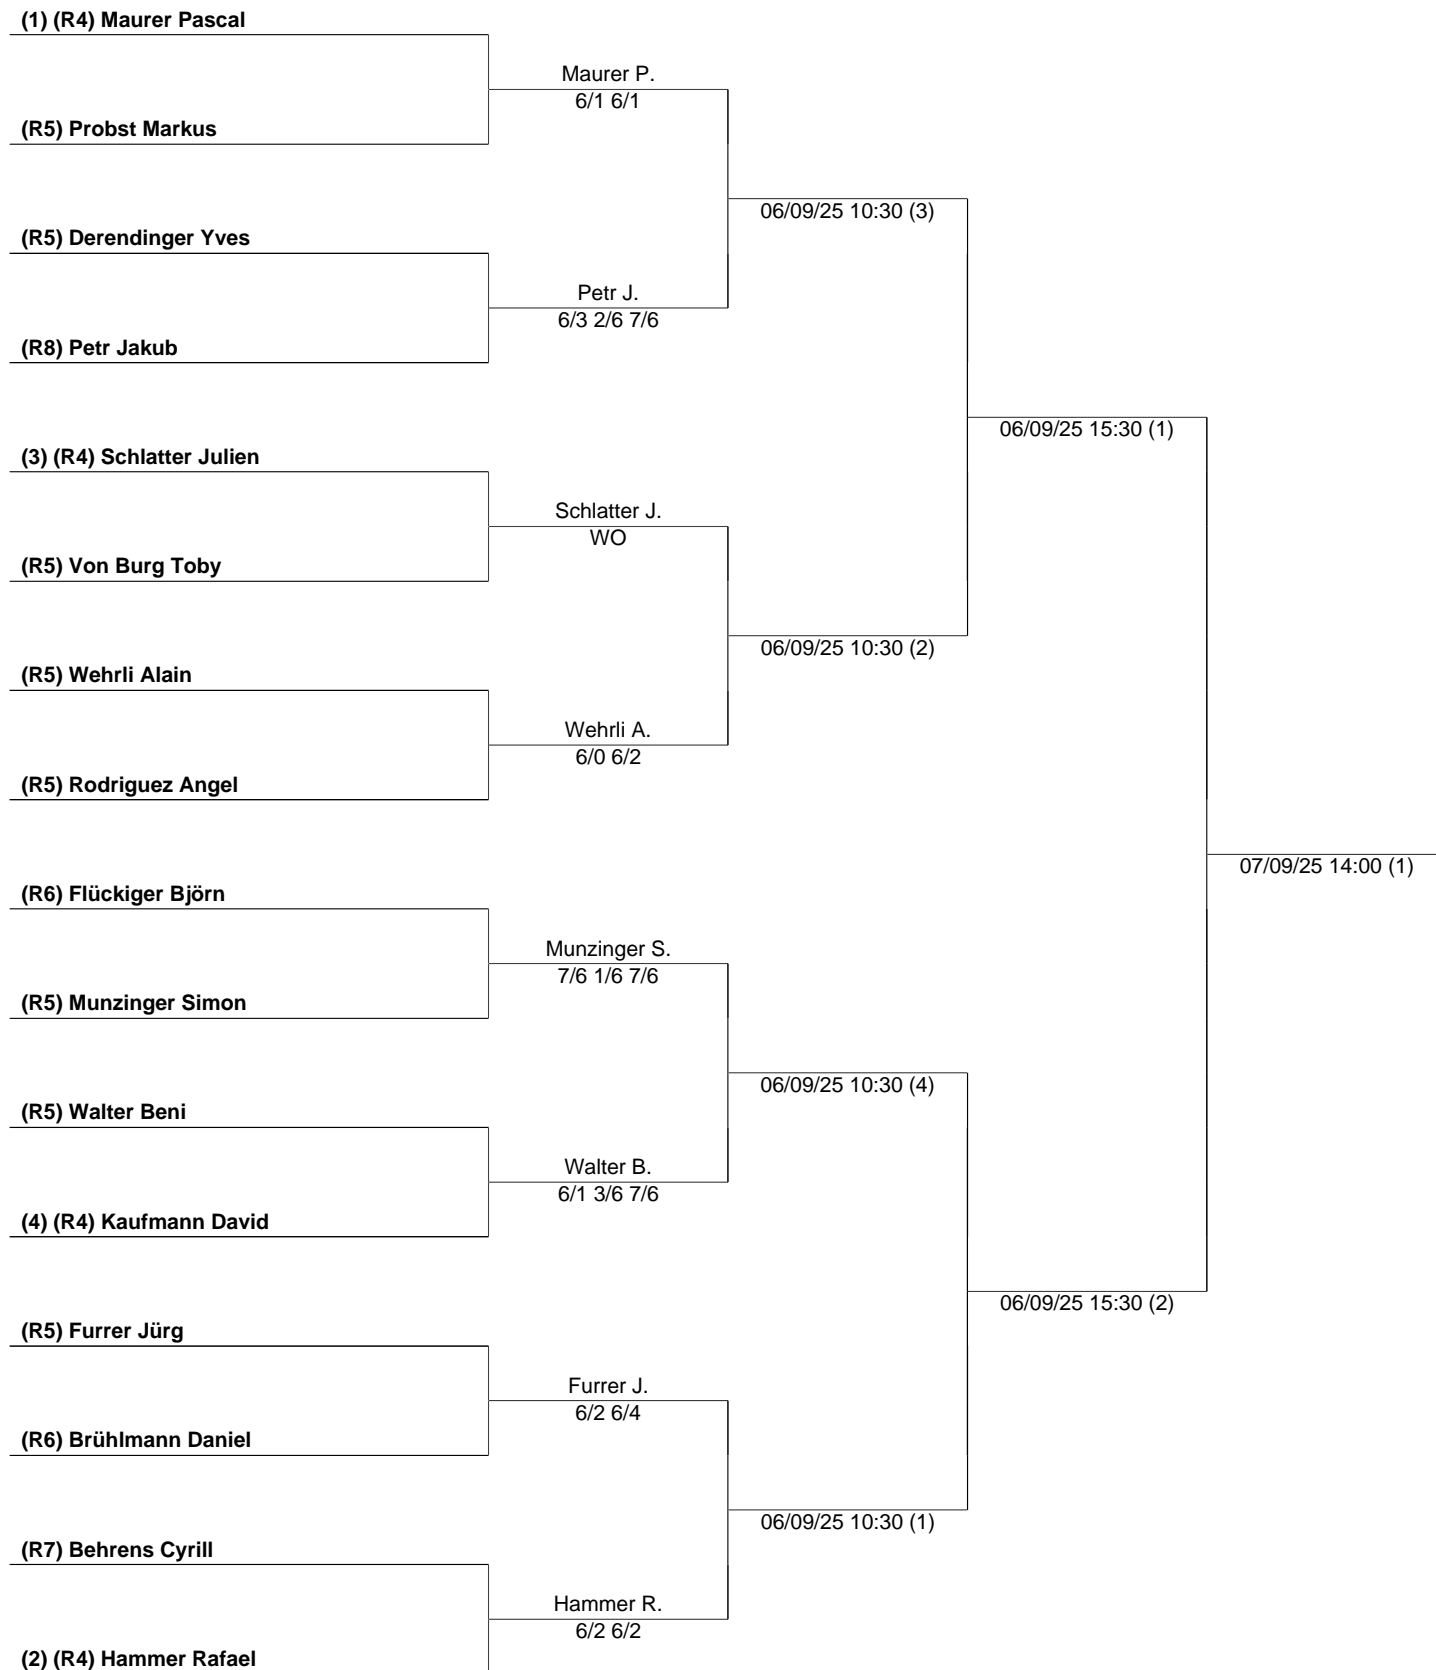 (1) (R4) Maurer Pascal
Maurer P.
6/1 6/1
(R5) Probst Markus
06/09/25 10:30 (3)
(R5) Derendinger Yves
Petr J.
6/3 2/6 7/6
(R8) Petr Jakub
06/09/25 15:30 (1)
(3) (R4) Schlatter Julien
Schlatter J.
WO
(R5) Von Burg Toby
06/09/25 10:30 (2)
(R5) Wehrli Alain
Wehrli A.
6/0 6/2
(R5) Rodriguez Angel
07/09/25 14:00 (1)
(R6) Flückiger Björn
Munzinger S.
7/6 1/6 7/6
(R5) Munzinger Simon
06/09/25 10:30 (4)
(R5) Walter Beni
Walter B.
6/1 3/6 7/6
(4) (R4) Kaufmann David
06/09/25 15:30 (2)
(R5) Furrer Jürg
Furrer J.
6/2 6/4
(R6) Brühlmann Daniel
06/09/25 10:30 (1)
(R7) Behrens Cyrill
Hammer R.
6/2 6/2
(2) (R4) Hammer Rafael